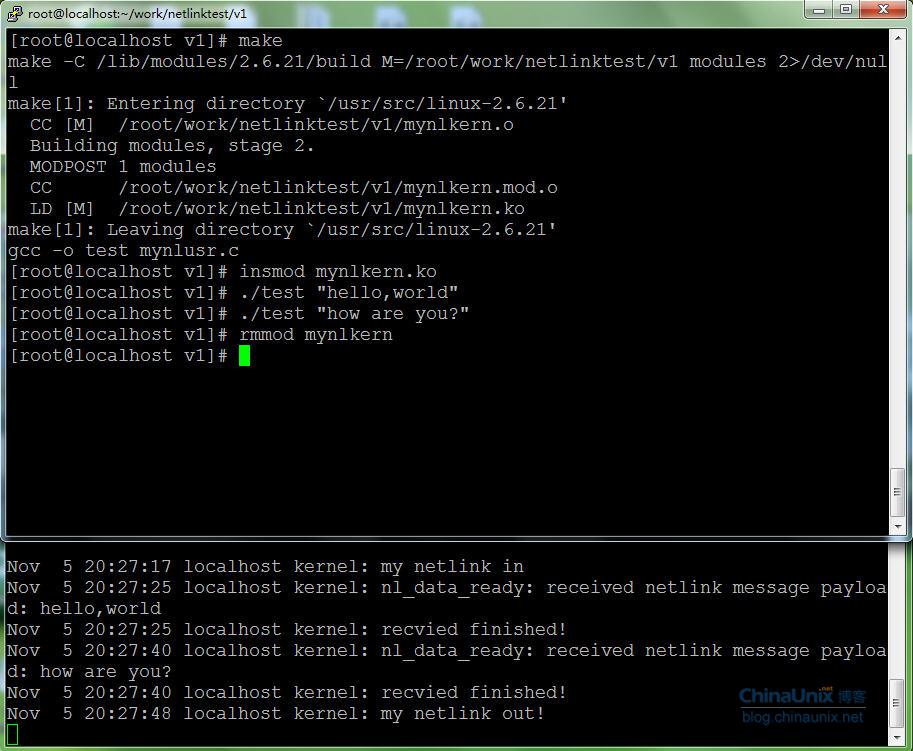 root@localhost:~/work/netlinktest/v1
[root@localhost v1]# make
make -C /lib/modules/2.6.21/build M=/root/work/netlinktest/v1 modules 2>/dev/nul
l
make[1]: Entering directory `/usr/src/linux-2.6.21'
  CC [M]  /root/work/netlinktest/v1/mynlkern.o
  Building modules, stage 2.
  MODPOST 1 modules
  CC      /root/work/netlinktest/v1/mynlkern.mod.o
  LD [M]  /root/work/netlinktest/v1/mynlkern.ko
make[1]: Leaving directory `/usr/src/linux-2.6.21'
gcc -o test mynlusr.c
[root@localhost v1]# insmod mynlkern.ko
[root@localhost v1]# ./test "hello,world"
[root@localhost v1]# ./test "how are you?"
[root@localhost v1]# rmmod mynlkern
[root@localhost v1]#
Nov  5 20:27:17 localhost kernel: my netlink in
Nov  5 20:27:25 localhost kernel: nl_data_ready: received netlink message payloa
d: hello,world
Nov  5 20:27:25 localhost kernel: recvied finished!
Nov  5 20:27:40 localhost kernel: nl_data_ready: received netlink message payloa
d: how are you?
Nov  5 20:27:40 localhost kernel: recvied finished!
Nov  5 20:27:48 localhost kernel: my netlink out!
ChinaUnix.net 博客
blog.chinaunix.net